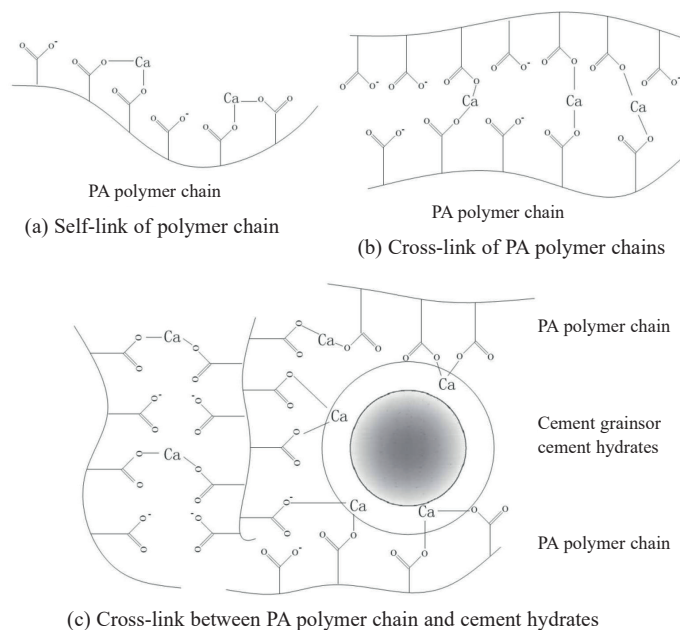 O O⁻
O O Ca
O O
O O⁻
Ca O O
O O
PA polymer chain
(a) Self-link of polymer chain
O O⁻ O O⁻ O O O⁻ O O O O O O⁻
Ca Ca Ca
O O⁻ O O O O⁻ O O O O
PA polymer chain
(b) Cross-link of PA polymer chains
O Ca O O O Ca O O
O O O O O O
Ca
PA polymer chain
O O
Ca
O⁻ O O⁻ O
O O
O Ca O O O
Cement grainsor
cement hydrates
O⁻ O O⁻ O O⁻ O
Ca Ca O O
O O⁻ O O O O
PA polymer chain
(c) Cross-link between PA polymer chain and cement hydrates